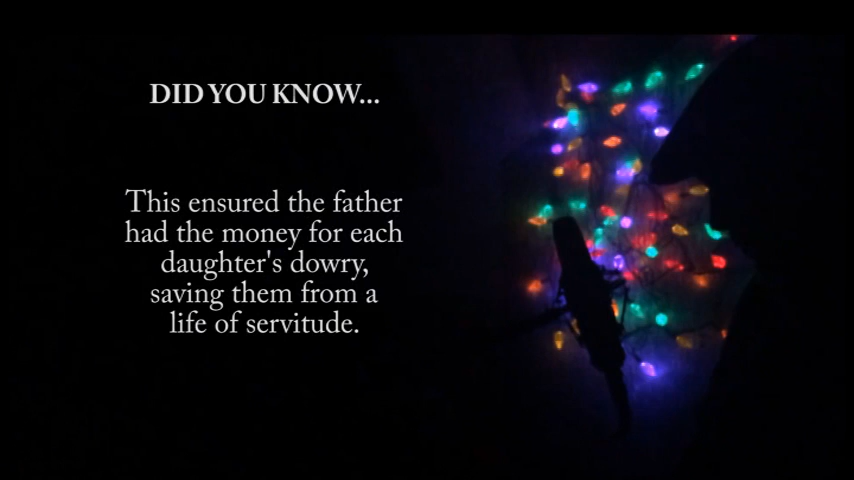 DID YOU KNOW...
This ensured the father
had the money for each
daughter's dowry,
saving them from a
life of servitude.